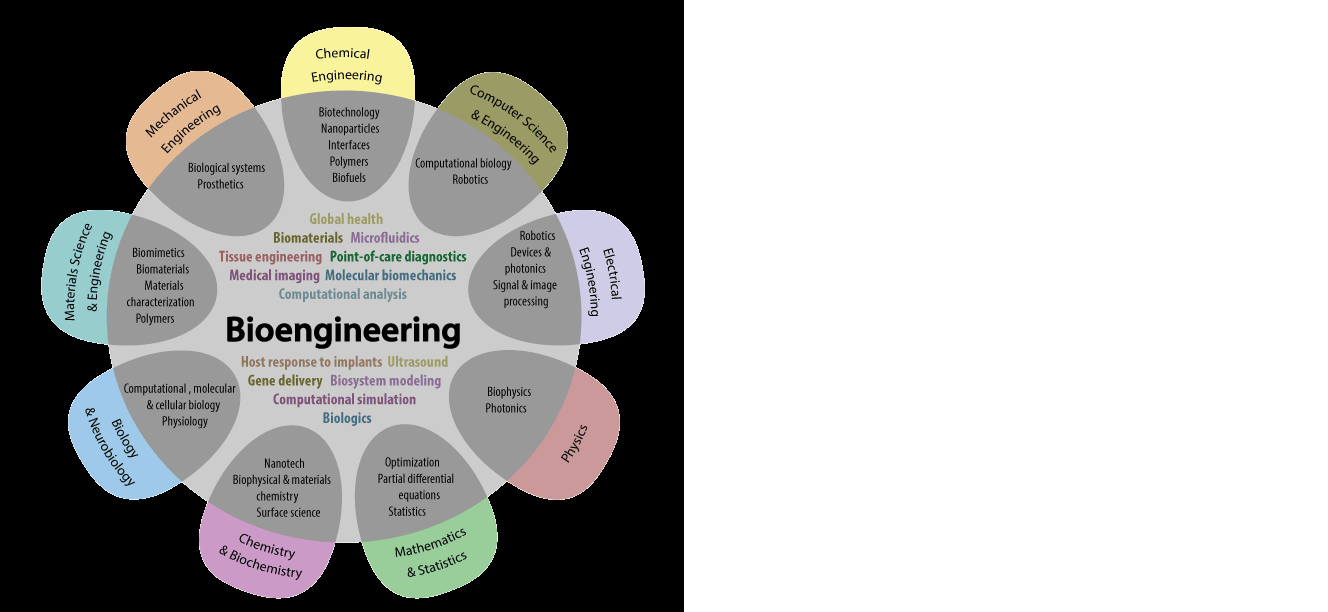 Chemical
Engineering
Biotechnology
Nanoparticles
Interfaces
Polymers
Biofuels
Computer Science
& Engineering
Computational biology
Robotics
Electrical
Engineering
Robotics
Devices &
photonics
Signal & image
processing
Physics
Biophysics
Photonics
Mathematics
& Statistics
Optimization
Partial differential
equations
Statistics
Chemistry
& Biochemistry
Nanotech
Biophysical & materials
chemistry
Surface science
Biology
& Neurobiology
Computational , molecular
& cellular biology
Physiology
Materials Science
& Engineering
Biomimetics
Biomaterials
Materials
characterization
Polymers
Mechanical
Engineering
Biological systems
Prosthetics
Global health
Biomaterials Microfluidics
Tissue engineering Point-of-care diagnostics
Medical imaging Molecular biomechanics
Computational analysis
Bioengineering
Host response to implants Ultrasound
Gene delivery Biosystem modeling
Computational simulation
Biologics